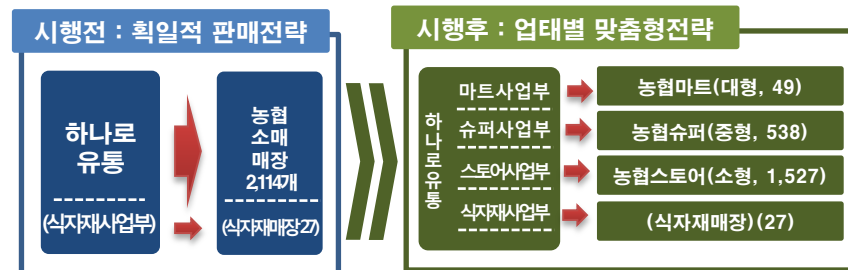 시행전 : 획일적 판매전략
하나로
유통
(식자재사업부)
농협
소매
매장
2,114개
(식자재매장27)
시행후 : 업태별 맞춤형전략
하나로유통
마트사업부
농협마트(대형, 49)
슈퍼사업부
농협슈퍼(중형, 538)
스토어사업부
농협스토어(소형, 1,527)
식자재사업부
(식자재매장)(27)